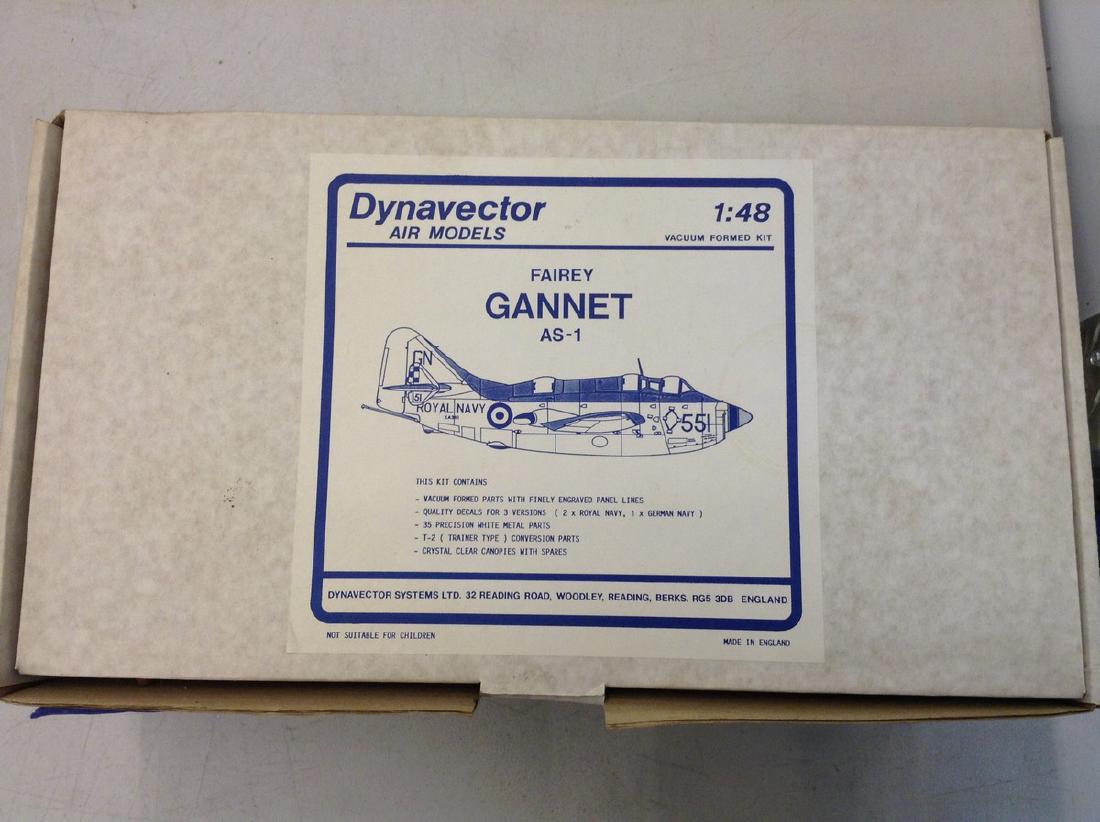 Dynavector
AIR MODELS
1:48
VACUUM FORMED KIT
FAIREY
GANNET
AS-1
GN
51
ROYAL NAVY
551
THIS KIT CONTAINS
- VACUUM FORMED PARTS WITH FINELY ENGRAVED PANEL LINES
- QUALITY DECALS FOR 3 VERSIONS ( 2 x ROYAL NAVY, 1 x GERMAN NAVY )
- 35 PRECISION WHITE METAL PARTS
- T-2 ( TRAINER TYPE ) CONVERSION PARTS
- CRYSTAL CLEAR CANOPIES WITH SPARES
DYNAVECTOR SYSTEMS LTD. 32 READING ROAD, WOODLEY, READING, BERKS. RG5 3DB ENGLAND
NOT SUITABLE FOR CHILDREN
MADE IN ENGLAND